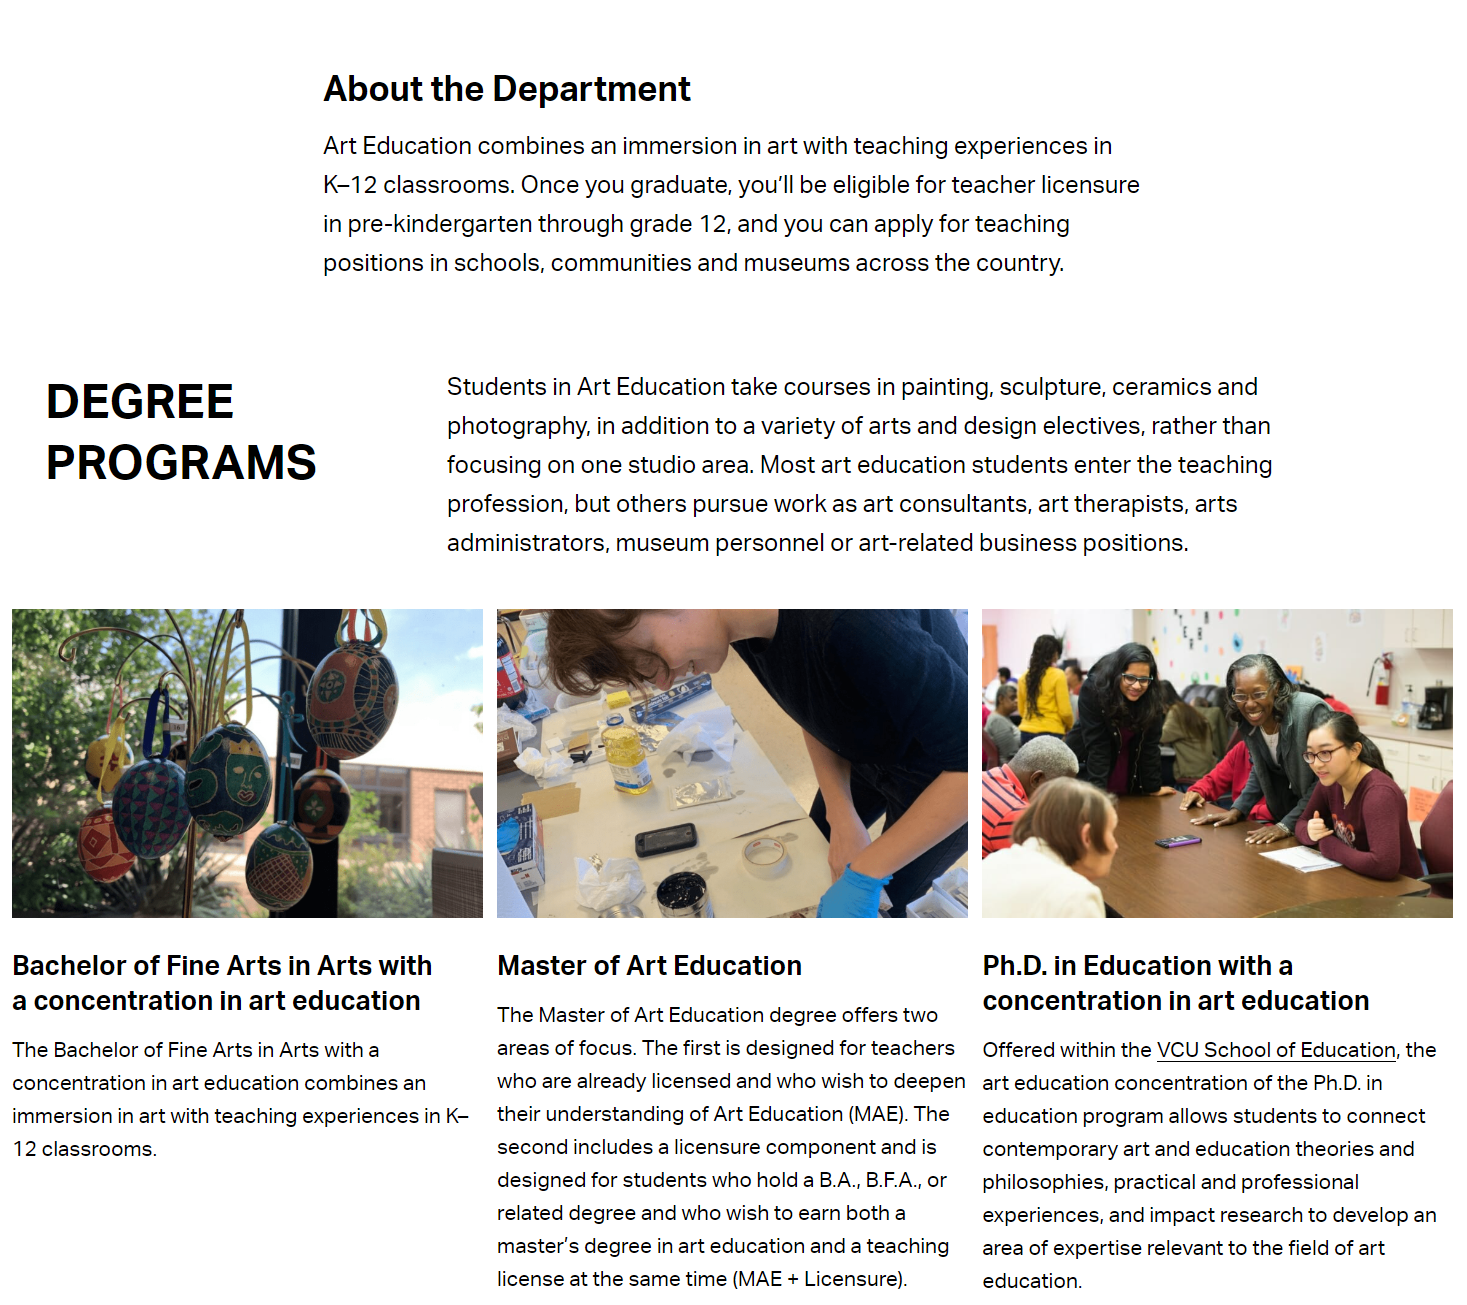 About the Department
Art Education combines an immersion in art with teaching experiences in
K–12 classrooms. Once you graduate, you’ll be eligible for teacher licensure
in pre-kindergarten through grade 12, and you can apply for teaching
positions in schools, communities and museums across the country.
DEGREE
PROGRAMS
Students in Art Education take courses in painting, sculpture, ceramics and
photography, in addition to a variety of arts and design electives, rather than
focusing on one studio area. Most art education students enter the teaching
profession, but others pursue work as art consultants, art therapists, arts
administrators, museum personnel or art-related business positions.
Bachelor of Fine Arts in Arts with
a concentration in art education
The Bachelor of Fine Arts in Arts with a
concentration in art education combines an
immersion in art with teaching experiences in K–
12 classrooms.
Master of Art Education
The Master of Art Education degree offers two
areas of focus. The first is designed for teachers
who are already licensed and who wish to deepen
their understanding of Art Education (MAE). The
second includes a licensure component and is
designed for students who hold a B.A., B.F.A., or
related degree and who wish to earn both a
master’s degree in art education and a teaching
license at the same time (MAE + Licensure).
Ph.D. in Education with a
concentration in art education
Offered within the VCU School of Education, the
art education concentration of the Ph.D. in
education program allows students to connect
contemporary art and education theories and
philosophies, practical and professional
experiences, and impact research to develop an
area of expertise relevant to the field of art
education.